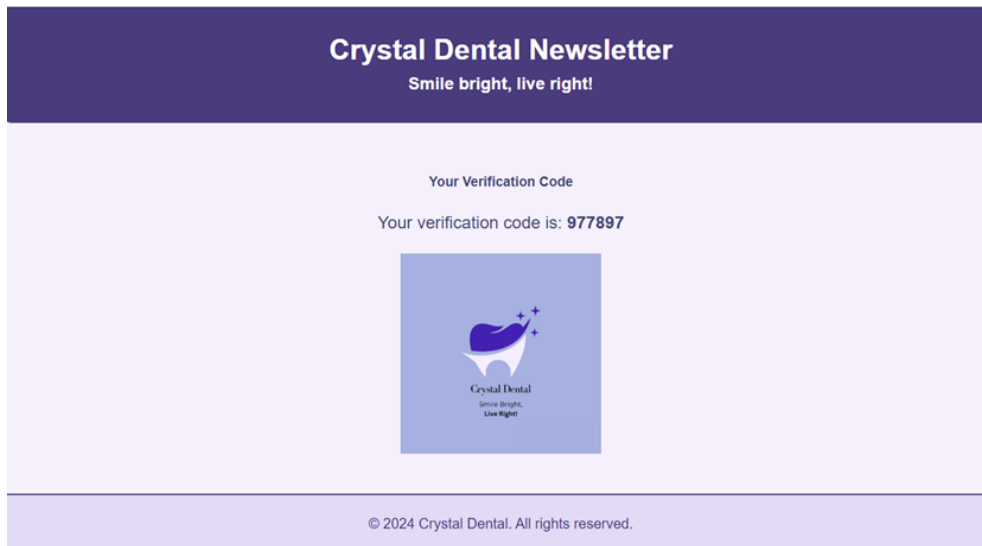 Crystal Dental Newsletter
Smile bright, live right!
Your Verification Code
Your verification code is: 977897
Crystal Dental
Smile Bright,
Live Right!
© 2024 Crystal Dental. All rights reserved.